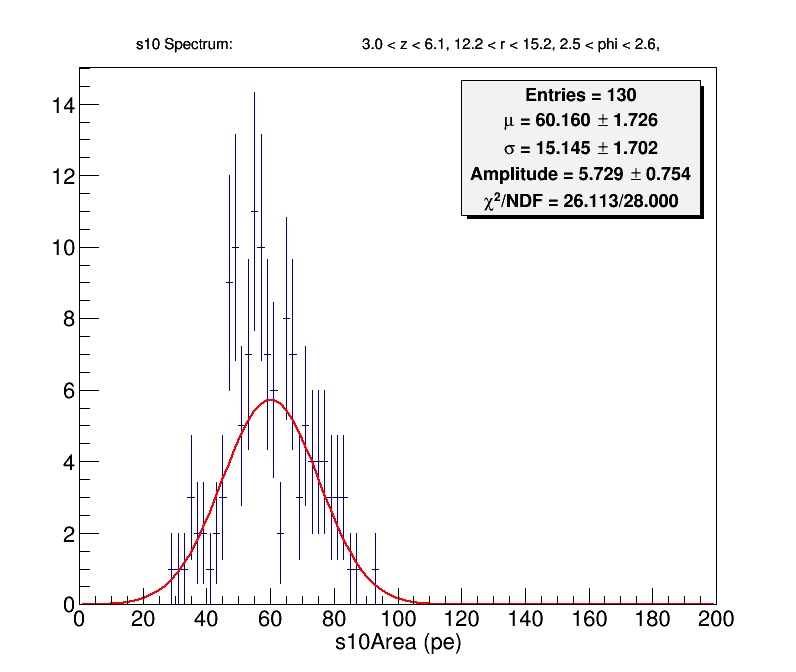 s10 Spectrum: 3.0 < z < 6.1, 12.2 < r < 15.2, 2.5 < phi < 2.6,
Entries = 130
μ = 60.160 ± 1.726
σ = 15.145 ± 1.702
Amplitude = 5.729 ± 0.754
χ²/NDF = 26.113/28.000
14
12
10
8
6
4
2
0
0 20 40 60 80 100 120 140 160 180 200
s10Area (pe)